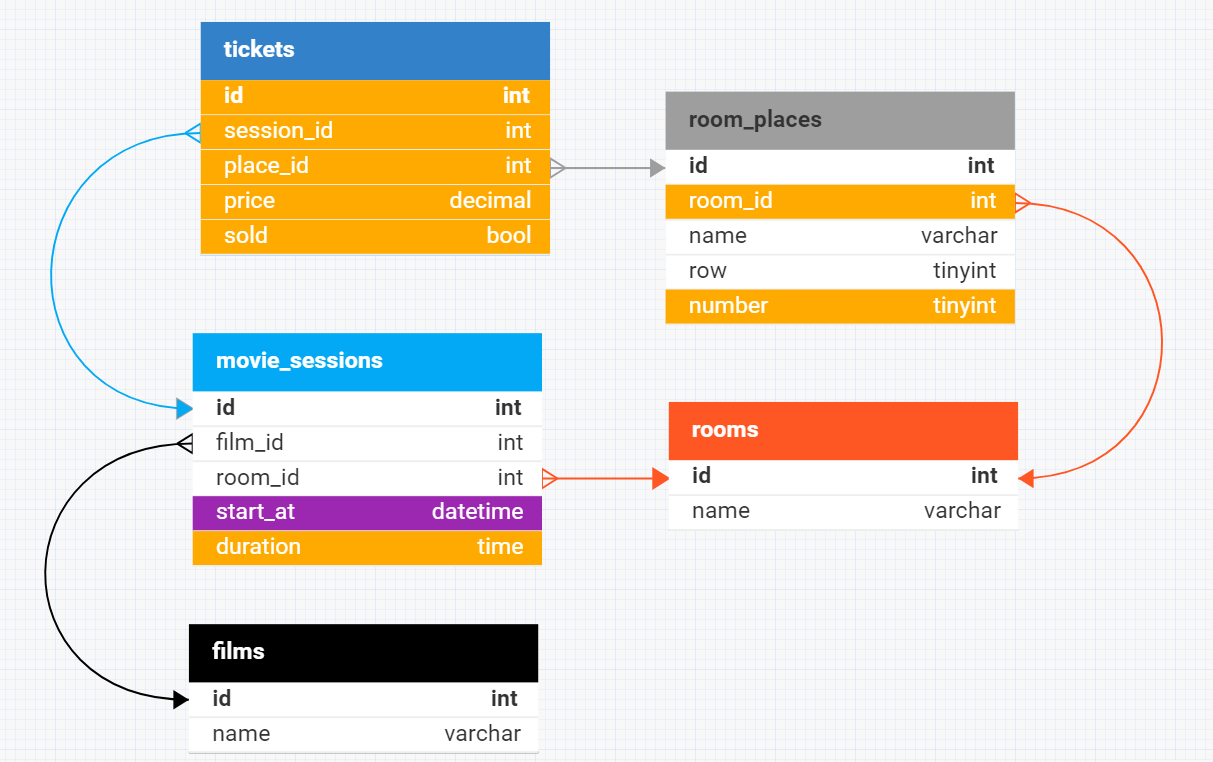 tickets
id int
session_id int
place_id int
price decimal
sold bool
room_places
id int
room_id int
name varchar
row tinyint
number tinyint
movie_sessions
id int
film_id int
room_id int
start_at datetime
duration time
rooms
id int
name varchar
films
id int
name varchar